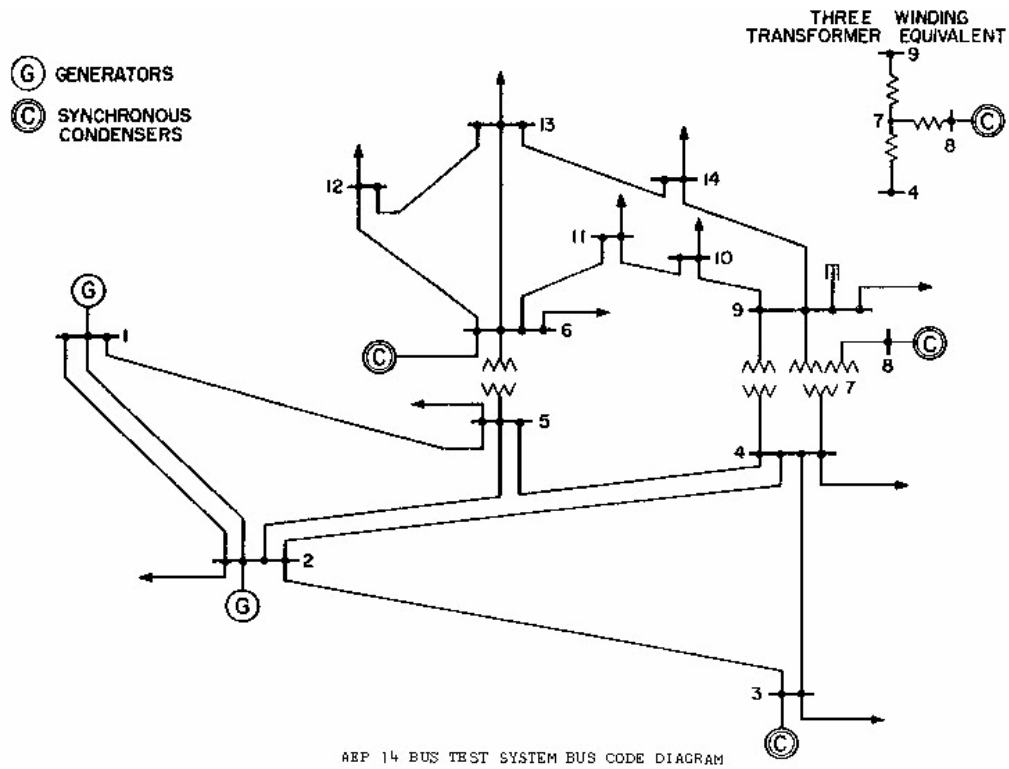 THREE WINDING
TRANSFORMER EQUIVALENT
9
7
C
8
4
G GENERATORS
C SYNCHRONOUS
CONDENSERS
13
12
14
11
10
G
1
9
6
C
C
8
7
5
4
2
G
3
C
AEP 14 BUS TEST SYSTEM BUS CODE DIAGRAM